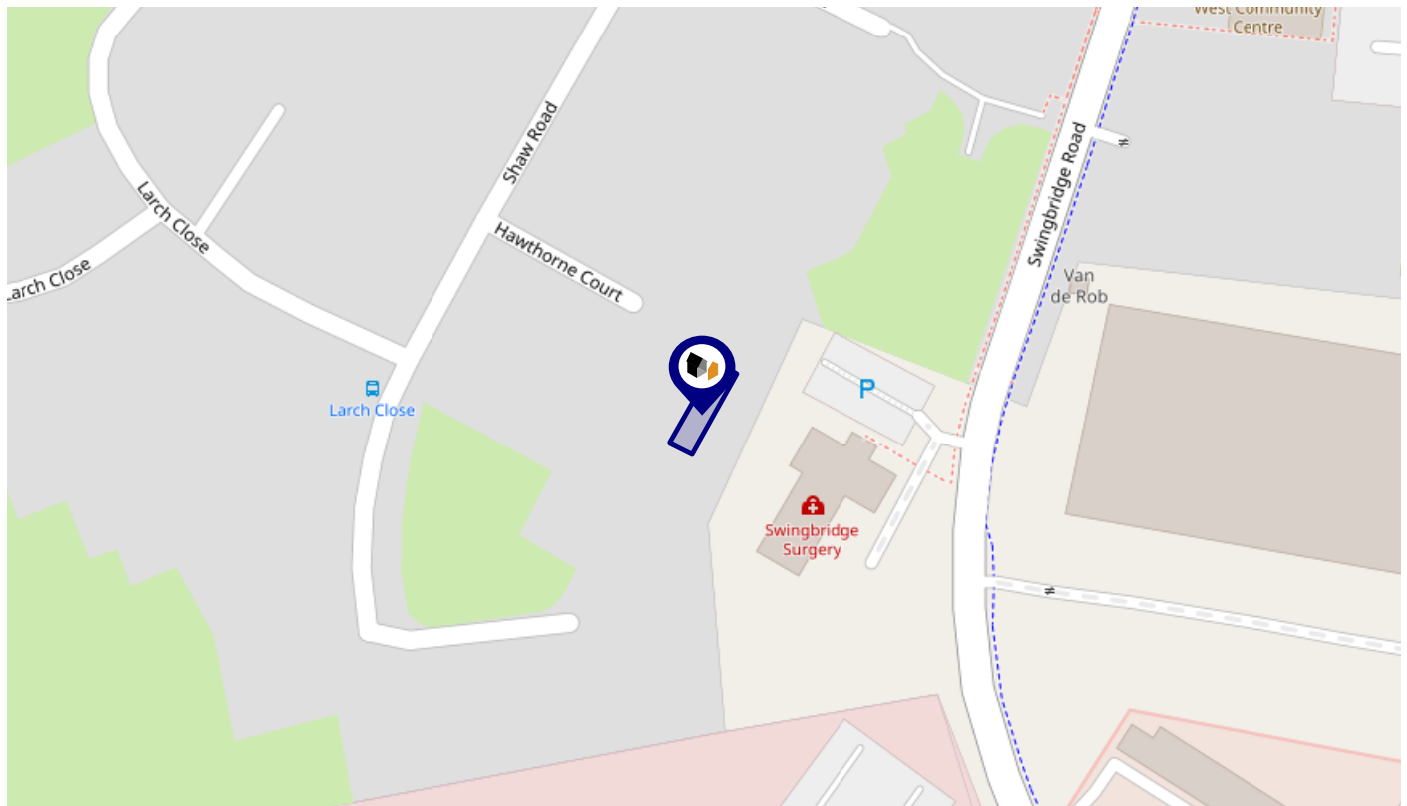 West Community
Centre
Shaw Road
Swingbridge Road
Larch Close
Hawthorne Court
Larch Close
Van
de Rob
P
Larch Close
Swingbridge
Surgery